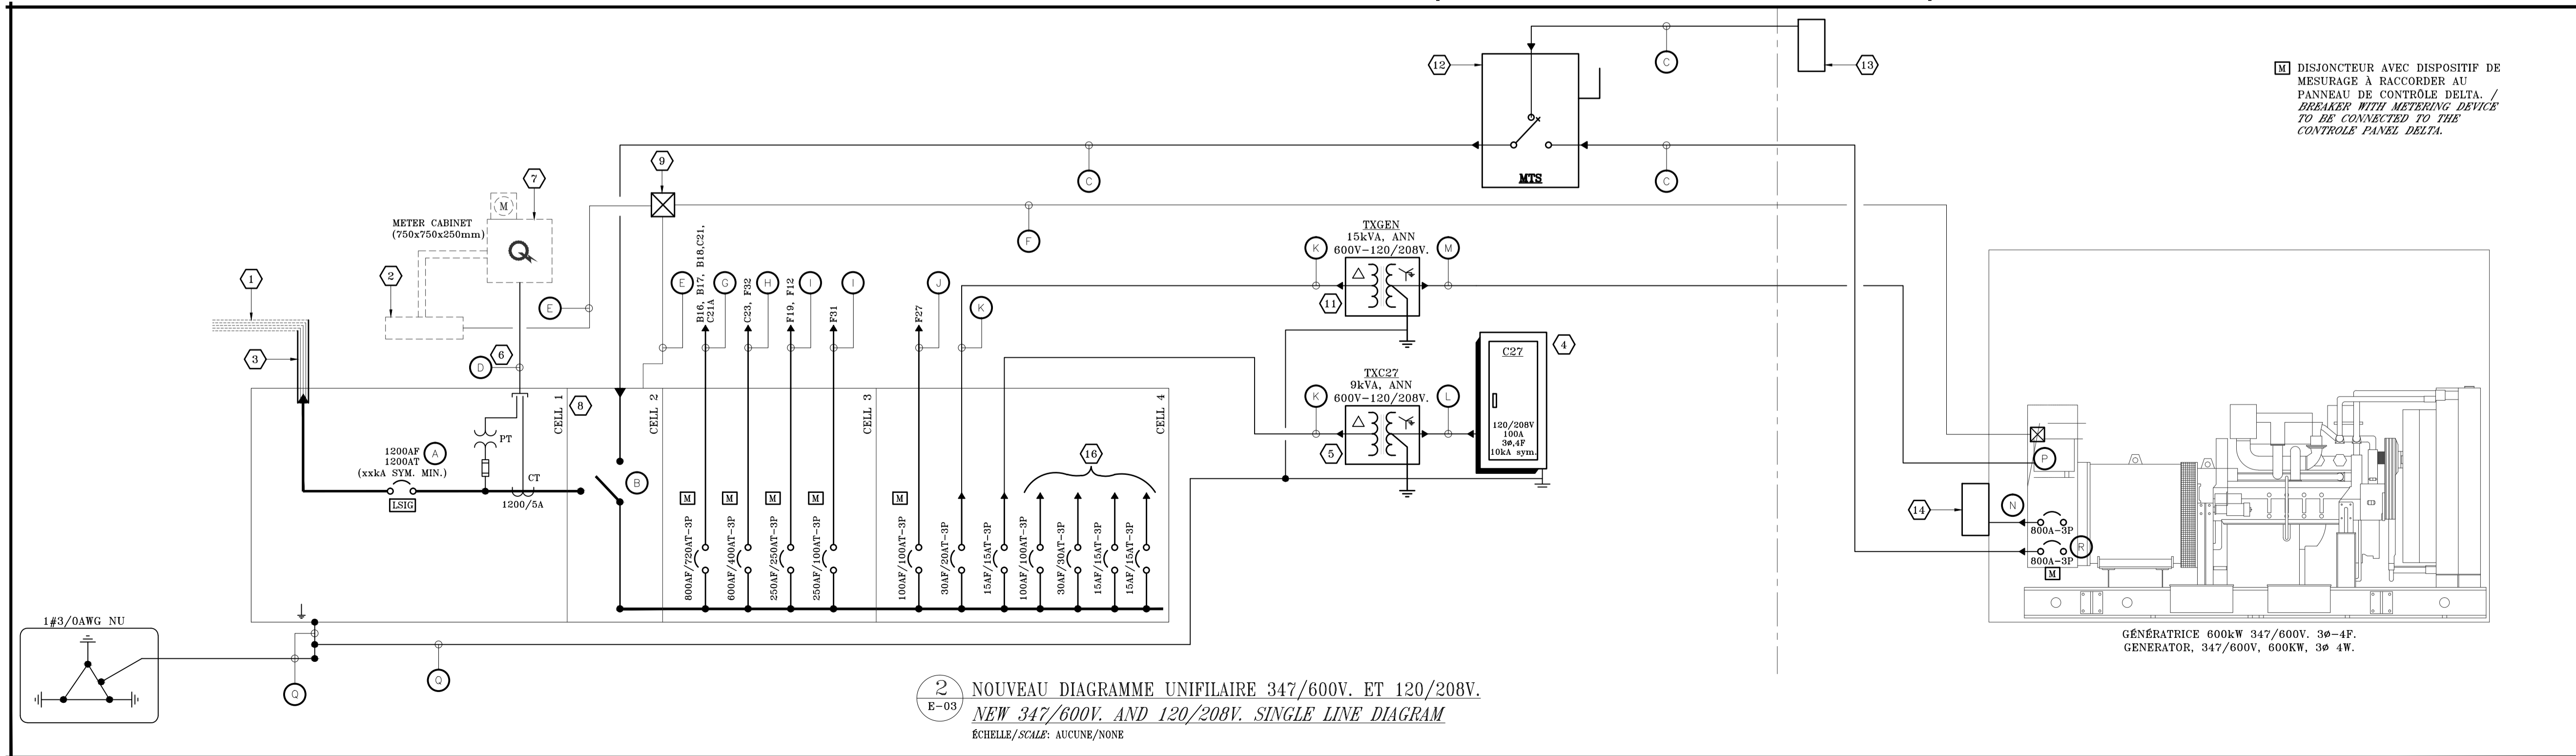 12
C
13
M DISJONCTEUR AVEC DISPOSITIF DE
MESURAGE À RACCORDER AU
PANNEAU DE CONTRÔLE DELTA. /
BREAKER WITH METERING DEVICE
TO BE CONNECTED TO THE
CONTROLE PANEL DELTA.
MTS
C
C
9
7
M
METER CABINET
(750x750x250mm)
Q
F
TXGEN
15kVA, ANN
600V-120/208V.
K
M
11
1
2
E
E
B16, B17, B18,C21,
C21A
G
C23, F32
H
F19, F12
I
F31
I
F27
J
K
3
6
D
C27
4
120/208V
100A
3ø,4F
10kA sym.
TXC27
9kVA, ANN
600V-120/208V.
K
L
5
CELL 1
8
CELL 2
CELL 3
CELL 4
PT
1200AF
1200AT
(xxkA SYM. MIN.)
A
LSIG
CT
1200/5A
B
16
M
M
M
M
M
800AF/720AT-3P
600AF/400AT-3P
250AF/250AT-3P
250AF/100AT-3P
100AF/100AT-3P
30AF/20AT-3P
15AF/15AT-3P
100AF/100AT-3P
30AF/30AT-3P
15AF/15AT-3P
15AF/15AT-3P
P
14
N
800A-3P
R
800A-3P
M
1#3/0AWG NU
Q
Q
GÉNÉRATRICE 600kW 347/600V. 3ø-4F.
GENERATOR, 347/600V, 600KW, 3ø 4W.
2
E-03
NOUVEAU DIAGRAMME UNIFILAIRE 347/600V. ET 120/208V.
NEW 347/600V. AND 120/208V. SINGLE LINE DIAGRAM
ÉCHELLE/SCALE: AUCUNE/NONE